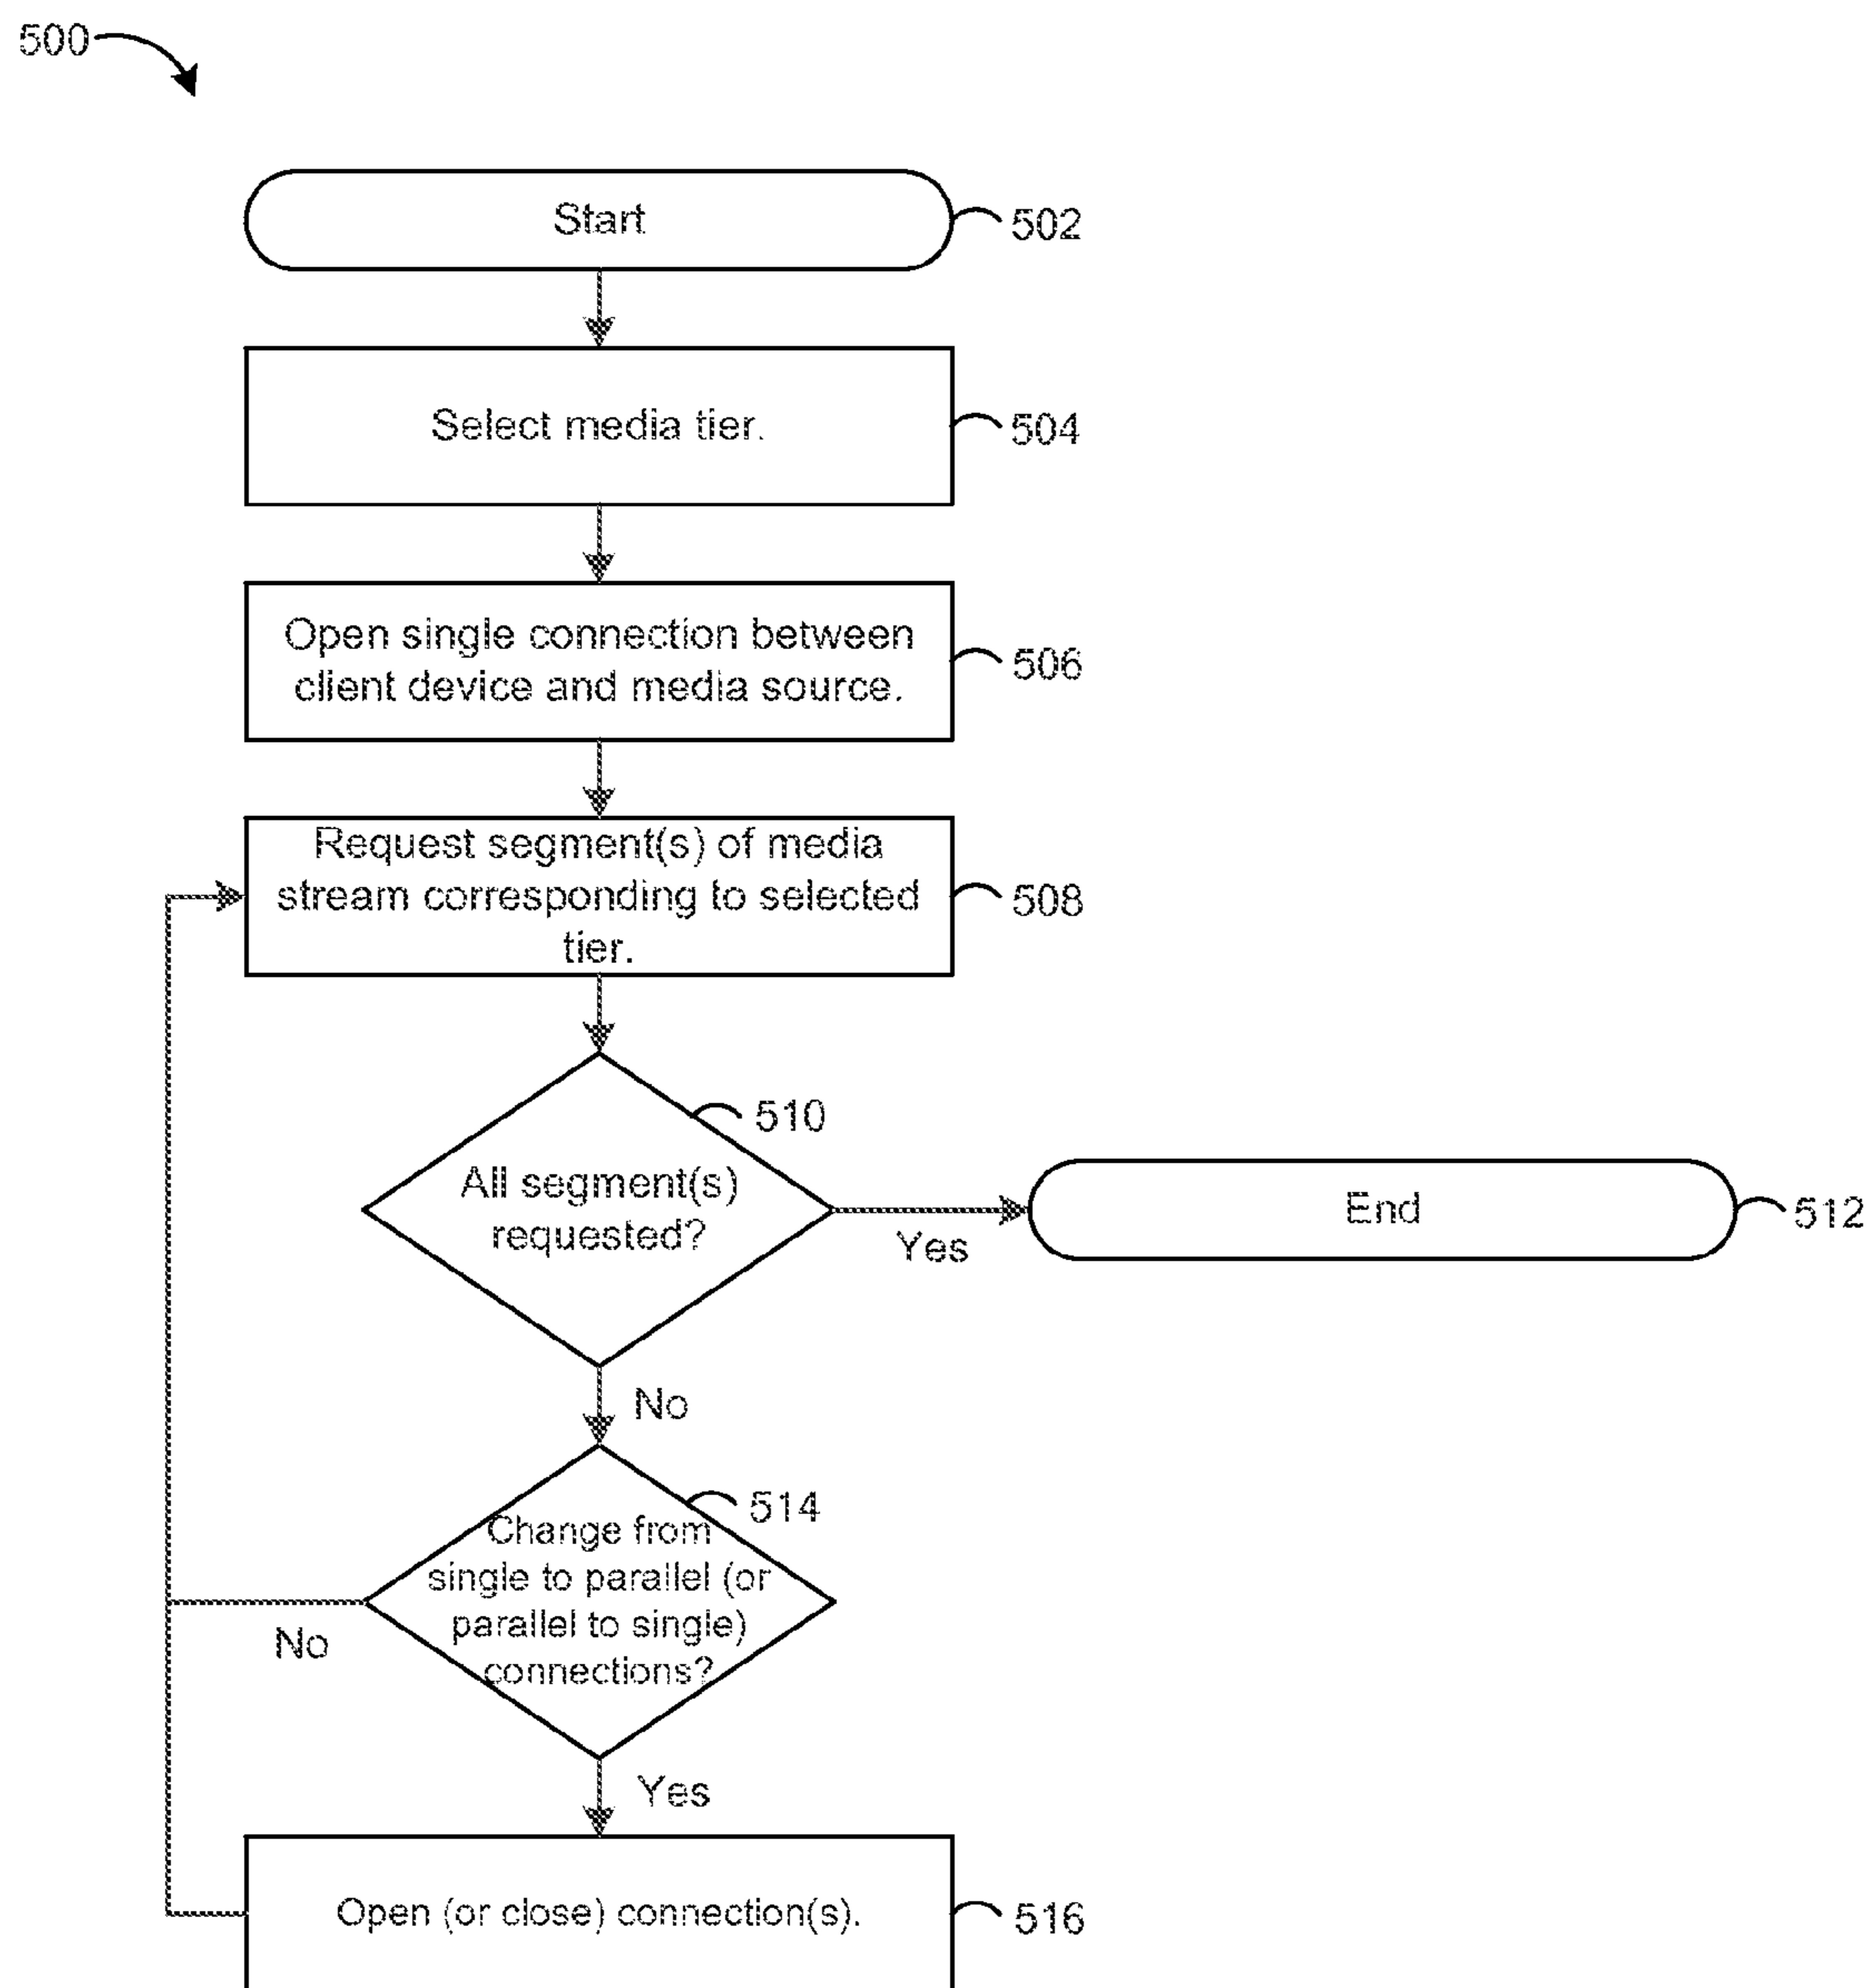 500
Start
502
Select media tier.
504
Open single connection between
client device and media source.
506
Request segment(s) of media
stream corresponding to selected
tier.
508
510
All segment(s)
requested?
Yes
End
512
No
514
Change from
single to parallel (or
parallel to single)
connections?
No
Yes
Open (or close) connection(s).
516